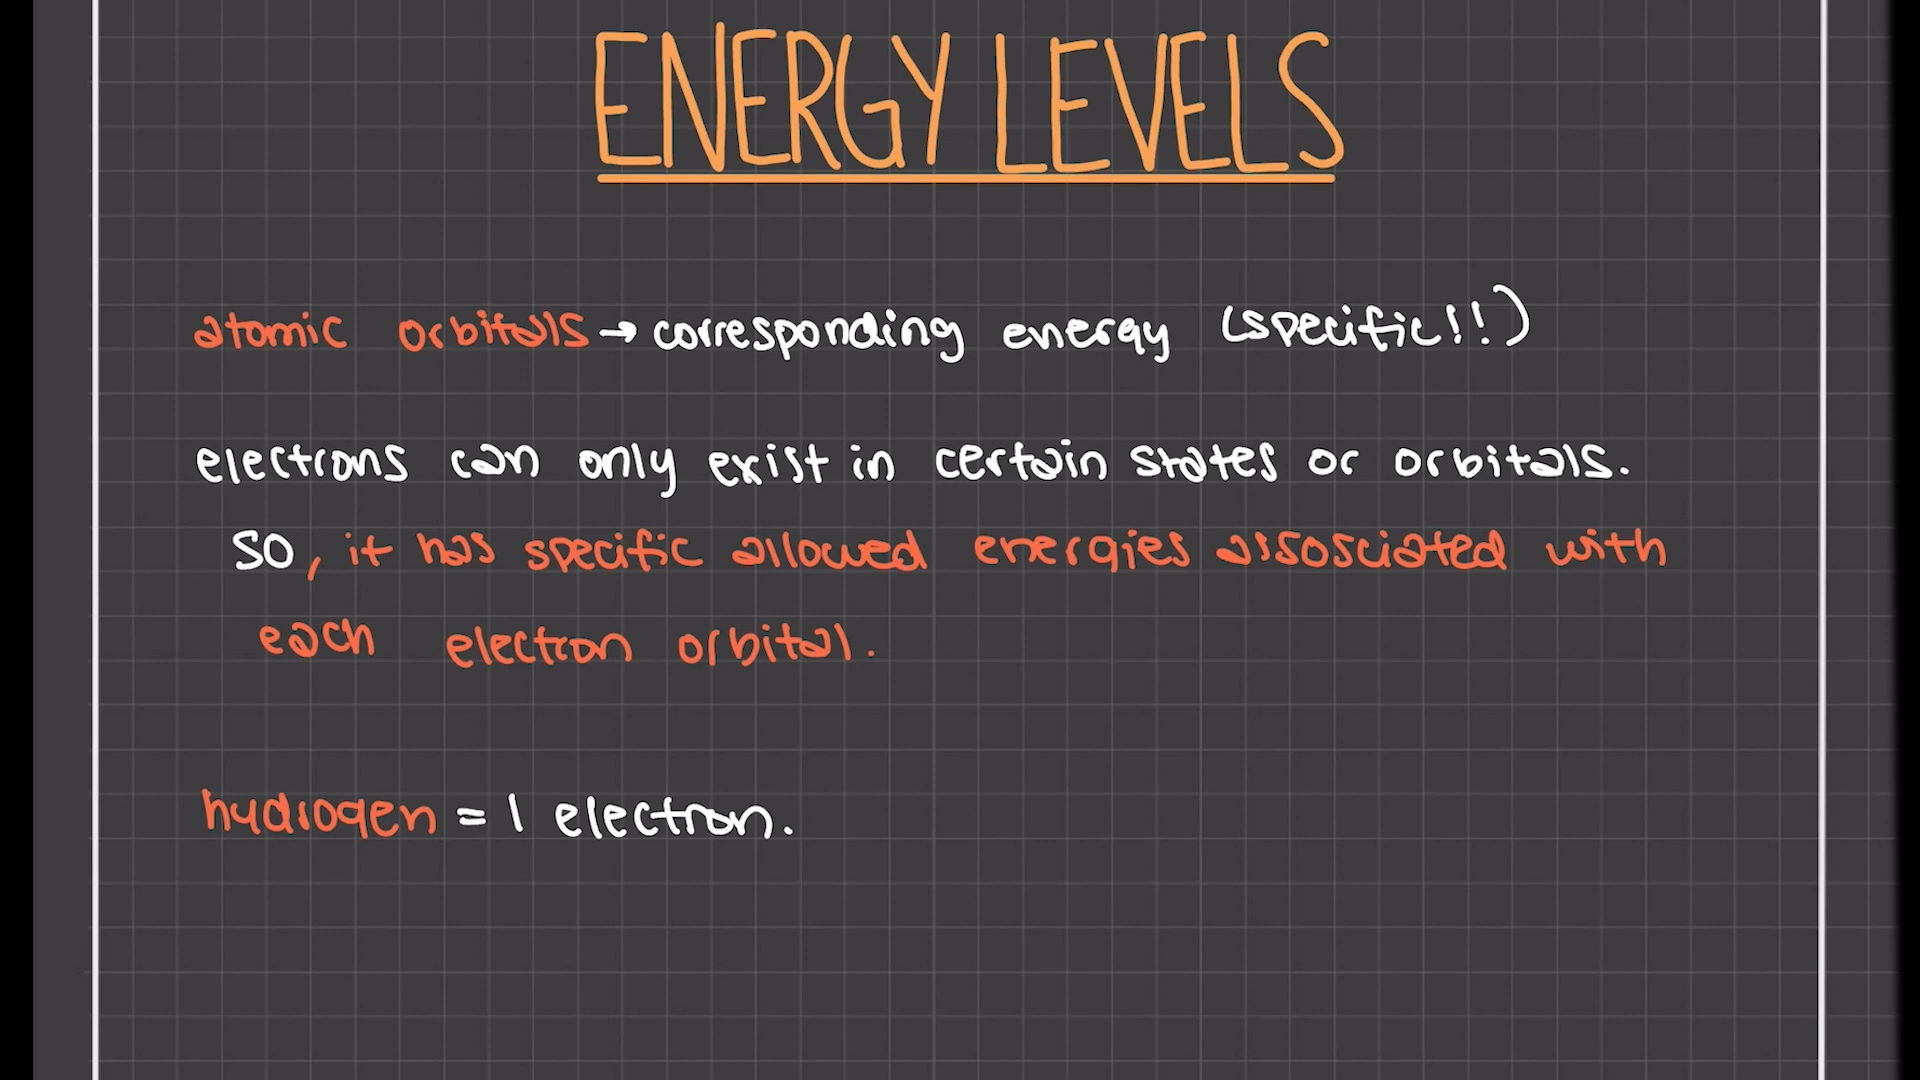 ENERGY LEVELS
atomic orbitals → corresponding energy (specific!!)
electrons can only exist in certain states or orbitals.
SO, it has specific allowed energies assosciated with
each electron orbital.
hydrogen = 1 electron.